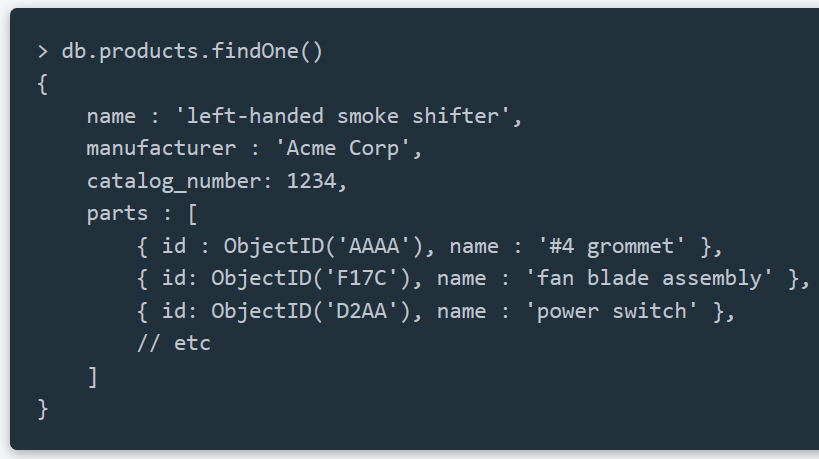 > db.products.findOne()
{
    name : 'left-handed smoke shifter',
    manufacturer : 'Acme Corp',
    catalog_number: 1234,
    parts : [
        { id : ObjectID('AAAA'), name : '#4 grommet' },
        { id: ObjectID('F17C'), name : 'fan blade assembly' },
        { id: ObjectID('D2AA'), name : 'power switch' },
        // etc
    ]
}